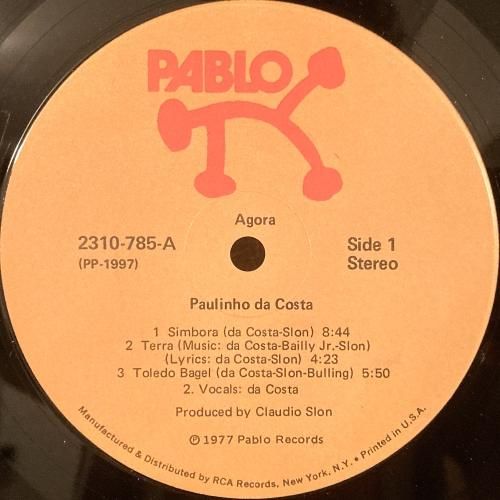 PABLO
Agora
2310-785-A
Side 1
(PP-1997)
Stereo
Paulinho da Costa
1 Simbora (da Costa-Slon) 8:44
2 Terra (Music: da Costa-Bailly Jr.-Slon)
(Lyrics: da Costa-Slon) 4:23
3 Toledo Bagel (da Costa-Slon-Bulling) 5:50
2. Vocals: da Costa
Produced by Claudio Slon
Ⓟ 1977 Pablo Records
Manufactured & Distributed by RCA Records, New York, N.Y. • Printed in U.S.A.